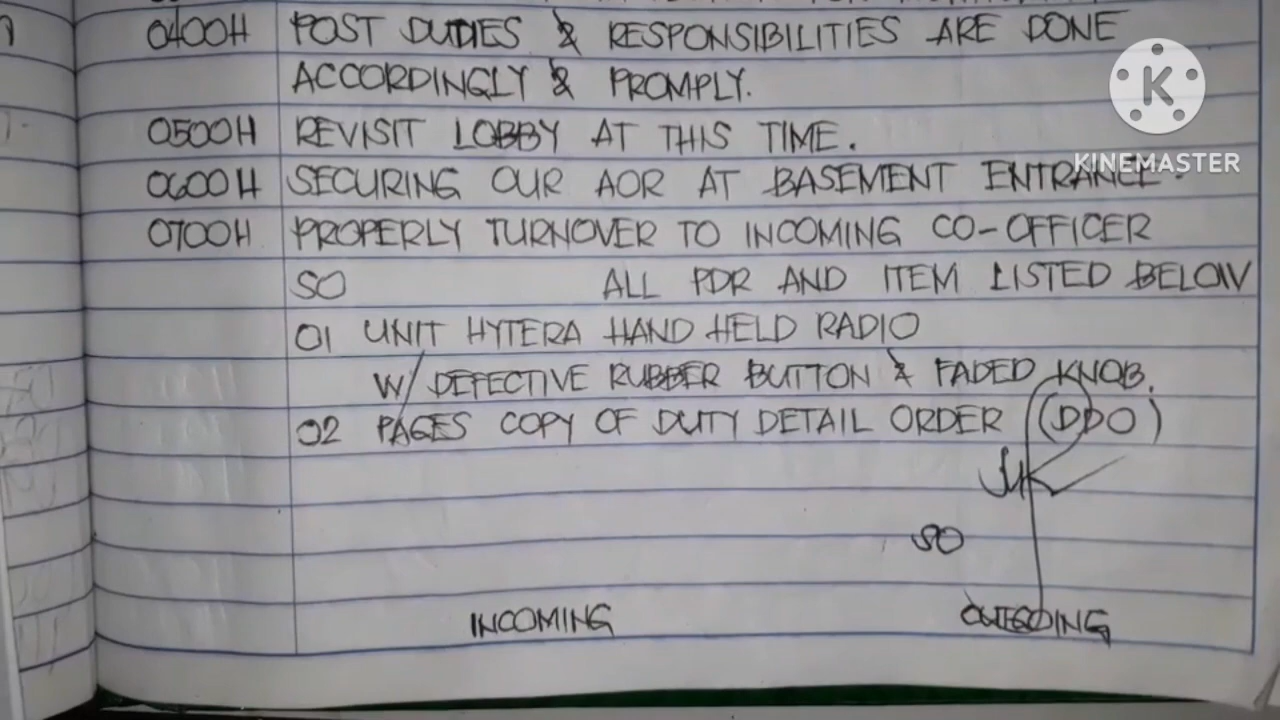 0400H POST DUTIES & RESPONSIBILITIES ARE DONE
ACCORDINGLY & PROMPLY.
0500H REVISIT LOBBY AT THIS TIME.
0600H SECURING OUR AOR AT BASEMENT ENTRANCE.
0700H PROPERLY TURNOVER TO INCOMING CO-OFFICER
SO ALL PDR AND ITEM LISTED BELOW
01 UNIT HYTERA HAND HELD RADIO
W/ DEFECTIVE RUBBER BUTTON & FADED KNOB.
02 PAGES COPY OF DUTY DETAIL ORDER (DDO)
SO
INCOMING OUTGOING
K
KINEMASTER